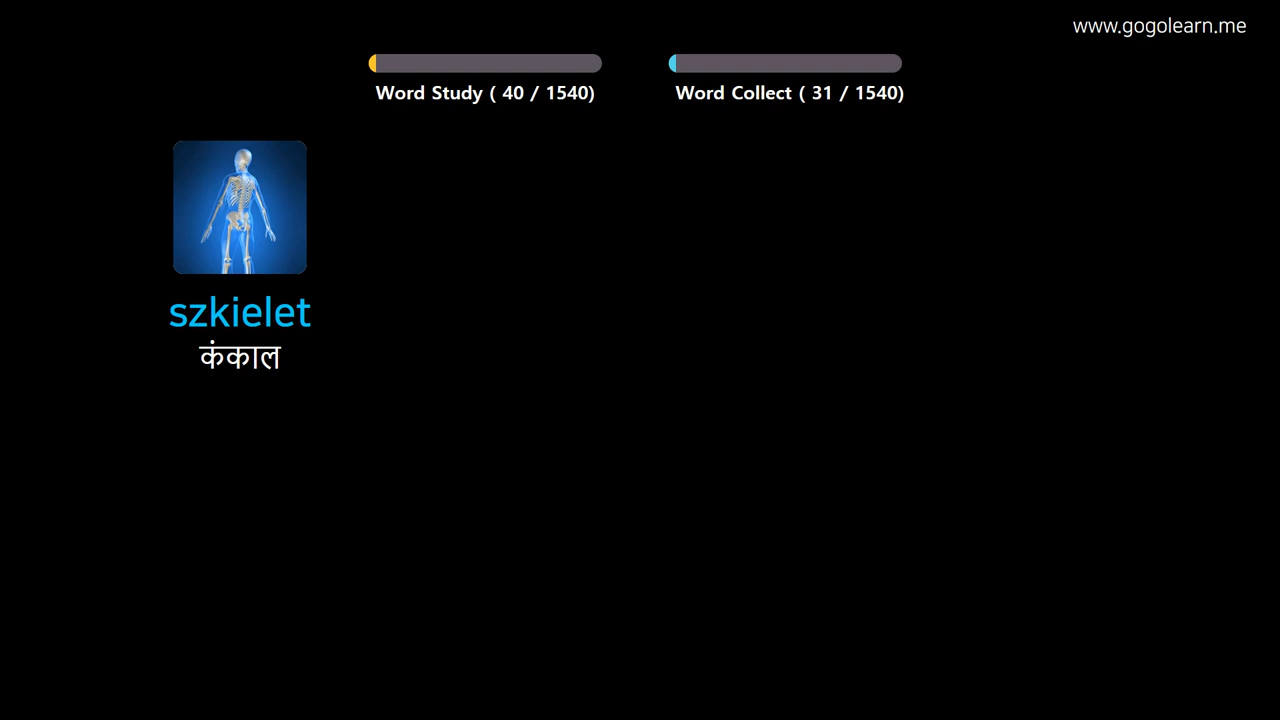 www.gogolearn.me
Word Study ( 40 / 1540)
Word Collect ( 31 / 1540)
szkielet
कंकाल